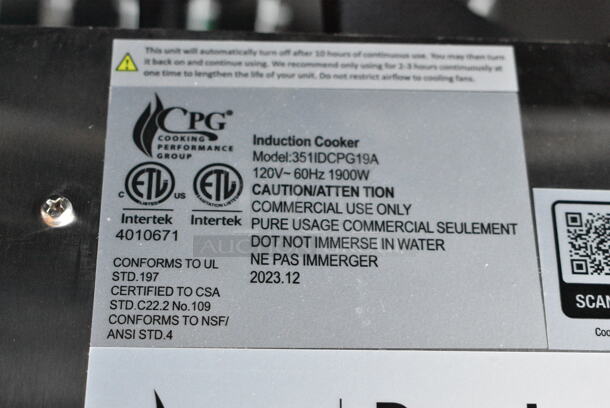 This unit will automatically turn off after 10 hours of continuous use. You may then turn
it back on and continue using. We recommend only using for 2-3 hours continuously at
one time to lengthen the life of your unit. Do not restrict airflow to cooling fans.
CPG®
COOKING
PERFORMANCE
GROUP
C ETL US
ETL
Intertek
Intertek
4010671
CONFORMS TO UL
STD.197
CERTIFIED TO CSA
STD.C22.2 No.109
CONFORMS TO NSF/
ANSI STD.4
Induction Cooker
Model:351IDCPG19A
120V~ 60Hz 1900W
CAUTION/ATTEN TION
COMMERCIAL USE ONLY
PURE USAGE COMMERCIAL SEULEMENT
DOT NOT IMMERSE IN WATER
NE PAS IMMERGER
2023.12
SCAN